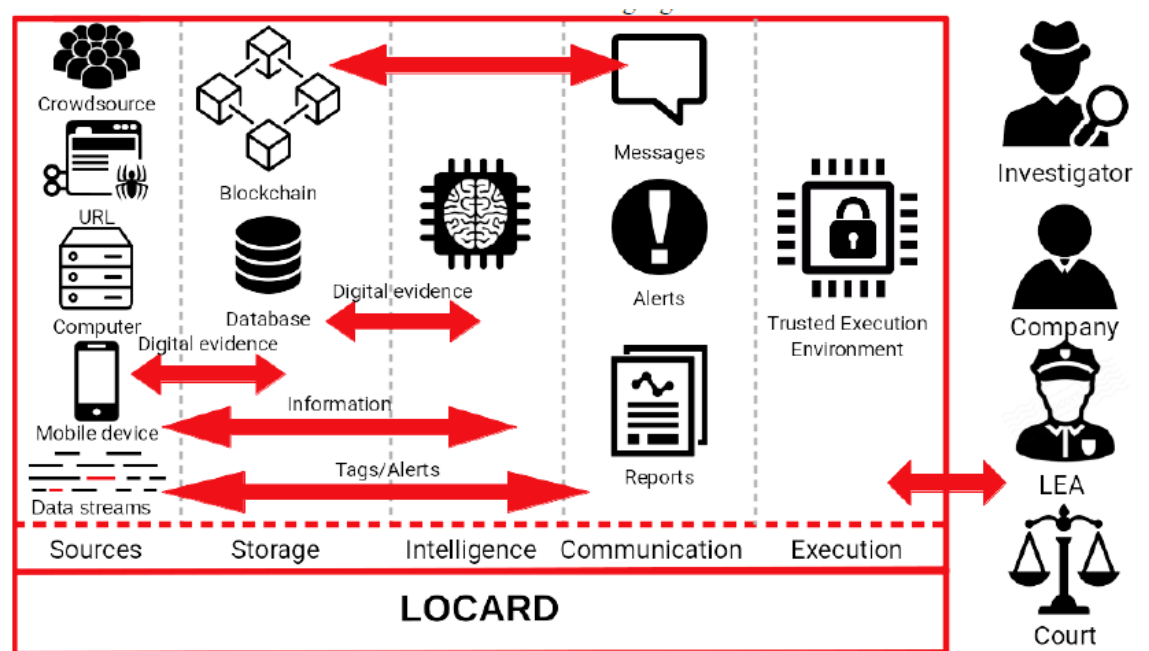 Crowdsource
URL
Computer
Mobile device
Data streams
Blockchain
Database
Digital evidence
Digital evidence
Information
Tags/Alerts
Messages
Alerts
Reports
Trusted Execution
Environment
Sources
Storage
Intelligence
Communication
Execution
LOCARD
Investigator
Company
LEA
Court